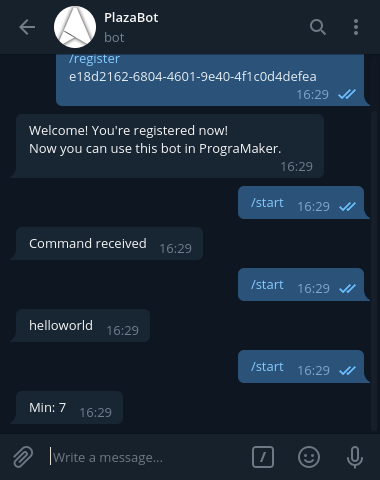 PlazaBot
bot
/register
e18d2162-6804-4601-9e40-4f1c0d4defea
16:29
Welcome! You're registered now!
Now you can use this bot in PrograMaker.
16:29
/start 16:29
Command received 16:29
/start 16:29
helloworld 16:29
/start 16:29
Min: 7 16:29
Write a message...